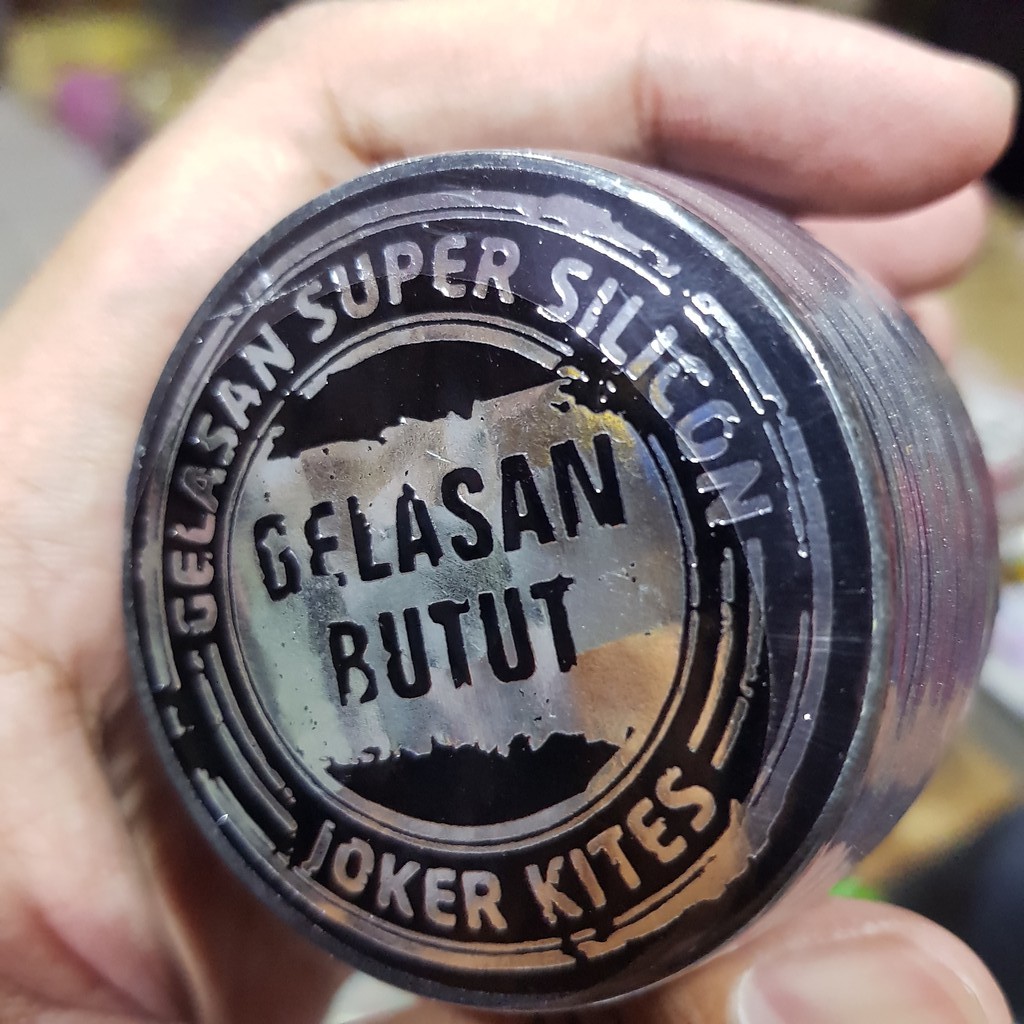 GELASAN SUPER SILICON
GELASAN
BUTUT
JOKER KITES